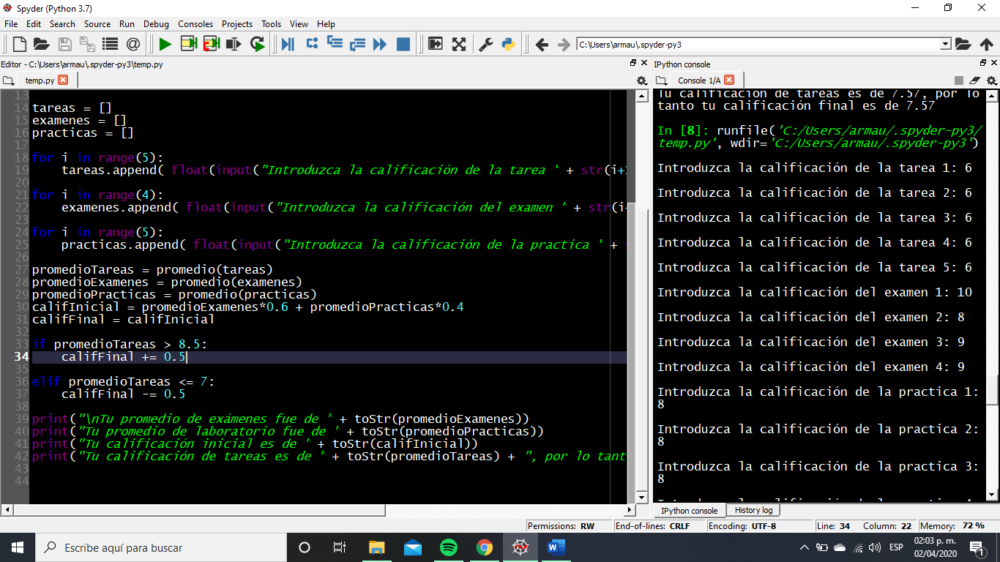 Spyder (Python 3.7)
File Edit Search Source Run Debug Consoles Projects Tools View Help
C:\Users\armau\.spyder-py3
Editor - C:\Users\armau\.spyder-py3\temp.py
temp.py
13
14 tareas = []
15 examenes = []
16 practicas = []
17
18 for i in range(5):
19 tareas.append( float(input("Introduzca la calificación de la tarea " + str(i+
20
21 for i in range(4):
22 examenes.append( float(input("Introduzca la calificación del examen " + str(i
23
24 for i in range(5):
25 practicas.append( float(input("Introduzca la calificación de la practica " +
26
27 promedioTareas = promedio(tareas)
28 promedioExamenes = promedio(examenes)
29 promedioPracticas = promedio(practicas)
30 califInicial = promedioExamenes*0.6 + promedioPracticas*0.4
31 califFinal = califInicial
32
33 if promedioTareas > 8.5:
34 califFinal += 0.5
35
36 elif promedioTareas <= 7:
37 califFinal -= 0.5
38
39 print("\nTu promedio de exámenes fue de " + toStr(promedioExamenes))
40 print("Tu promedio de laboratorio fue de " + toStr(promedioPracticas))
41 print("Tu calificación inicial es de " + toStr(califInicial))
42 print("Tu calificación de tareas es de " + toStr(promedioTareas) + ", por lo tant
43
44
IPython console
Console 1/A
Tu calificación de tareas es de 7.57, por lo
tanto tu calificación final es de 7.57
In [8]: runfile('C:/Users/armau/.spyder-py3/
temp.py', wdir='C:/Users/armau/.spyder-py3')
Introduzca la calificación de la tarea 1: 6
Introduzca la calificación de la tarea 2: 6
Introduzca la calificación de la tarea 3: 6
Introduzca la calificación de la tarea 4: 6
Introduzca la calificación de la tarea 5: 6
Introduzca la calificación del examen 1: 10
Introduzca la calificación del examen 2: 8
Introduzca la calificación del examen 3: 9
Introduzca la calificación del examen 4: 9
Introduzca la calificación de la practica 1:
8
Introduzca la calificación de la practica 2:
8
Introduzca la calificación de la practica 3:
8
IPython console History log
Permissions: RW End-of-lines: CRLF Encoding: UTF-8 Line: 34 Column: 22 Memory: 72 %
Escribe aquí para buscar
ESP
02:03 p. m.
02/04/2020
1